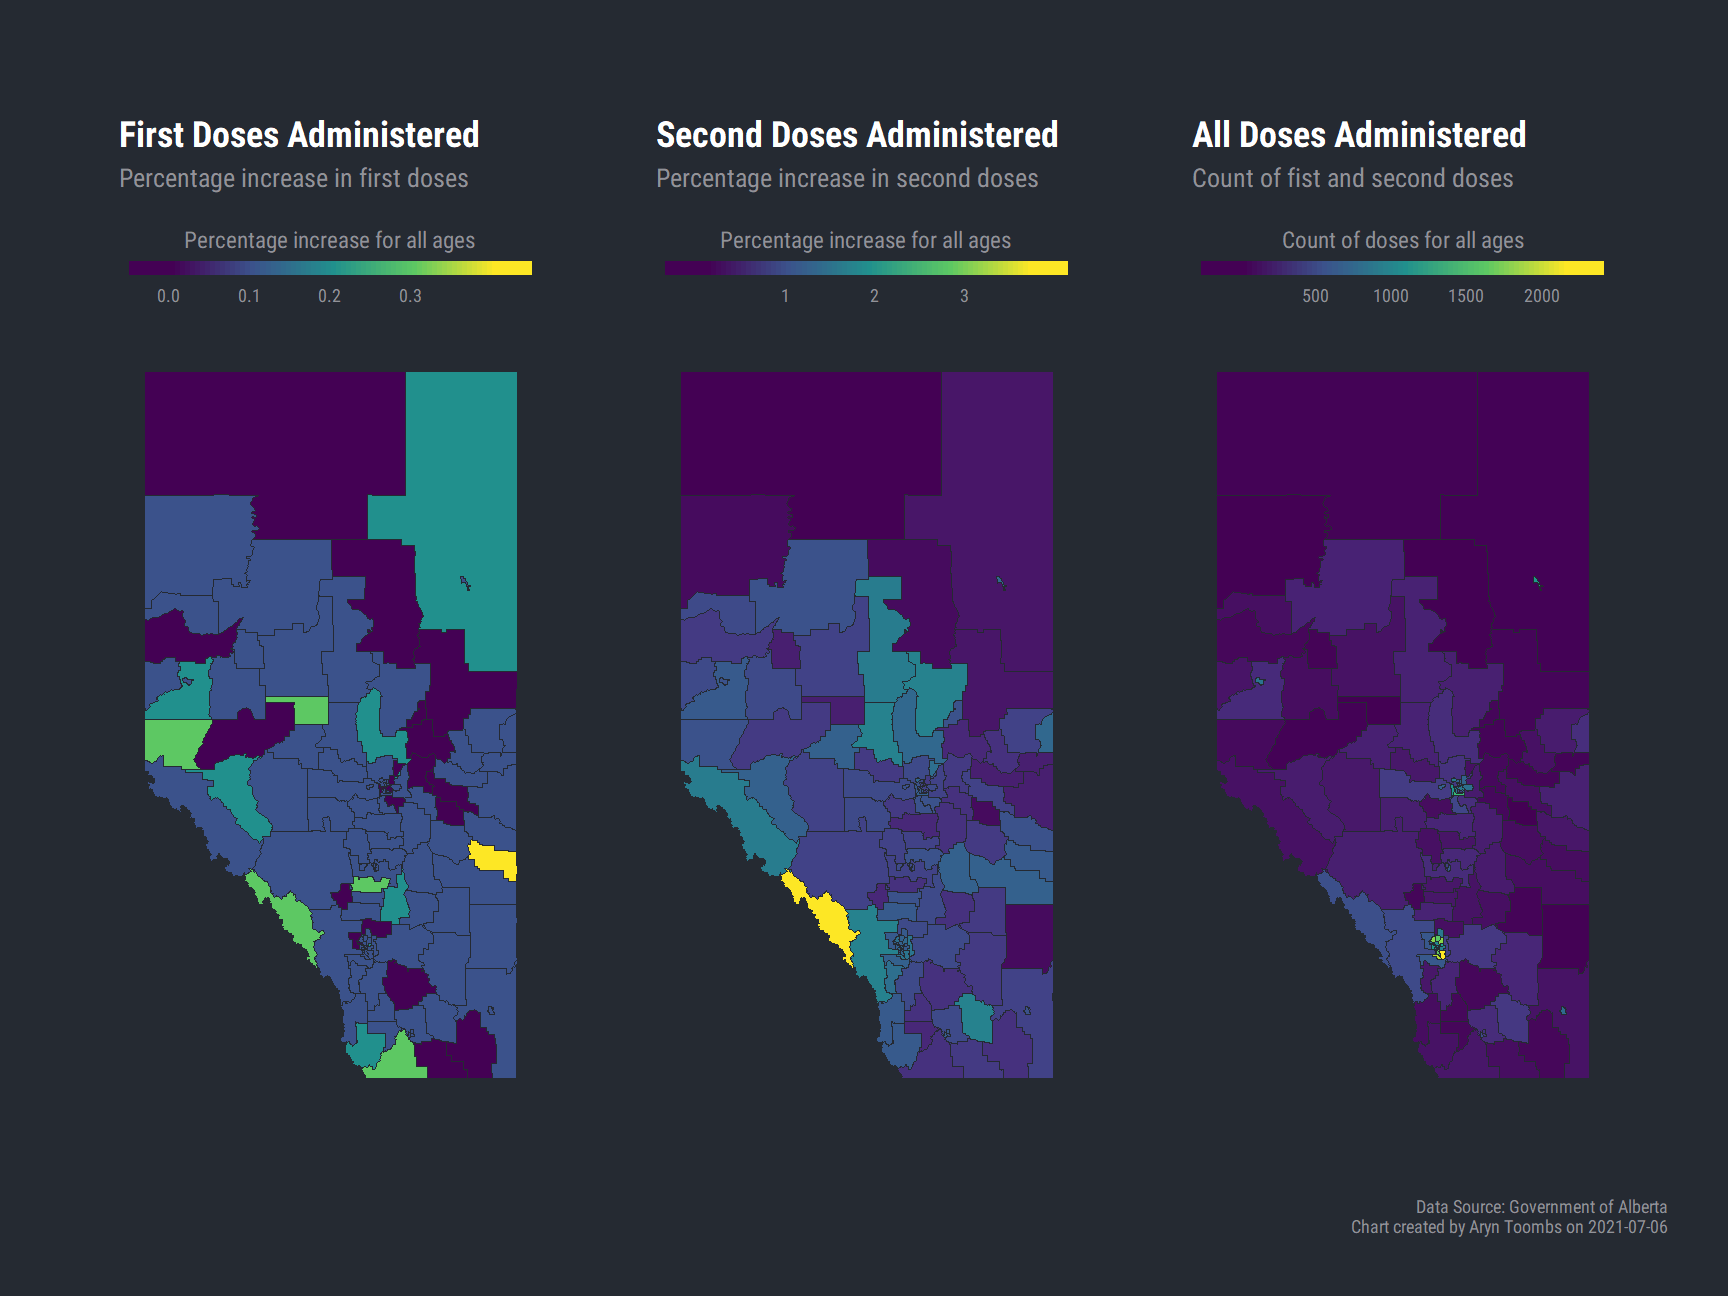 First Doses Administered
Percentage increase in first doses
Percentage increase for all ages
0.0 0.1 0.2 0.3
Second Doses Administered
Percentage increase in second doses
Percentage increase for all ages
1 2 3
All Doses Administered
Count of fist and second doses
Count of doses for all ages
500 1000 1500 2000
Data Source: Government of Alberta
Chart created by Aryn Toombs on 2021-07-06